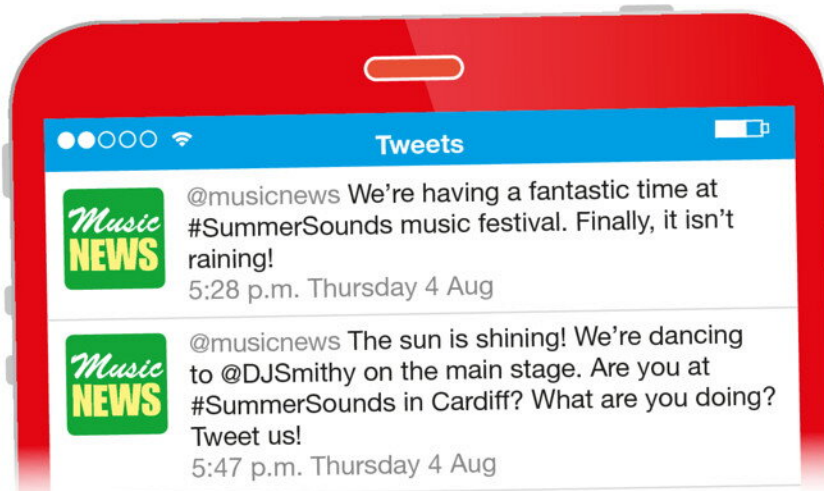 Tweets
Music
NEWS
@musicnews We're having a fantastic time at
#SummerSounds music festival. Finally, it isn't
raining!
5:28 p.m. Thursday 4 Aug
Music
NEWS
@musicnews The sun is shining! We're dancing
to @DJSmithy on the main stage. Are you at
#SummerSounds in Cardiff? What are you doing?
Tweet us!
5:47 p.m. Thursday 4 Aug